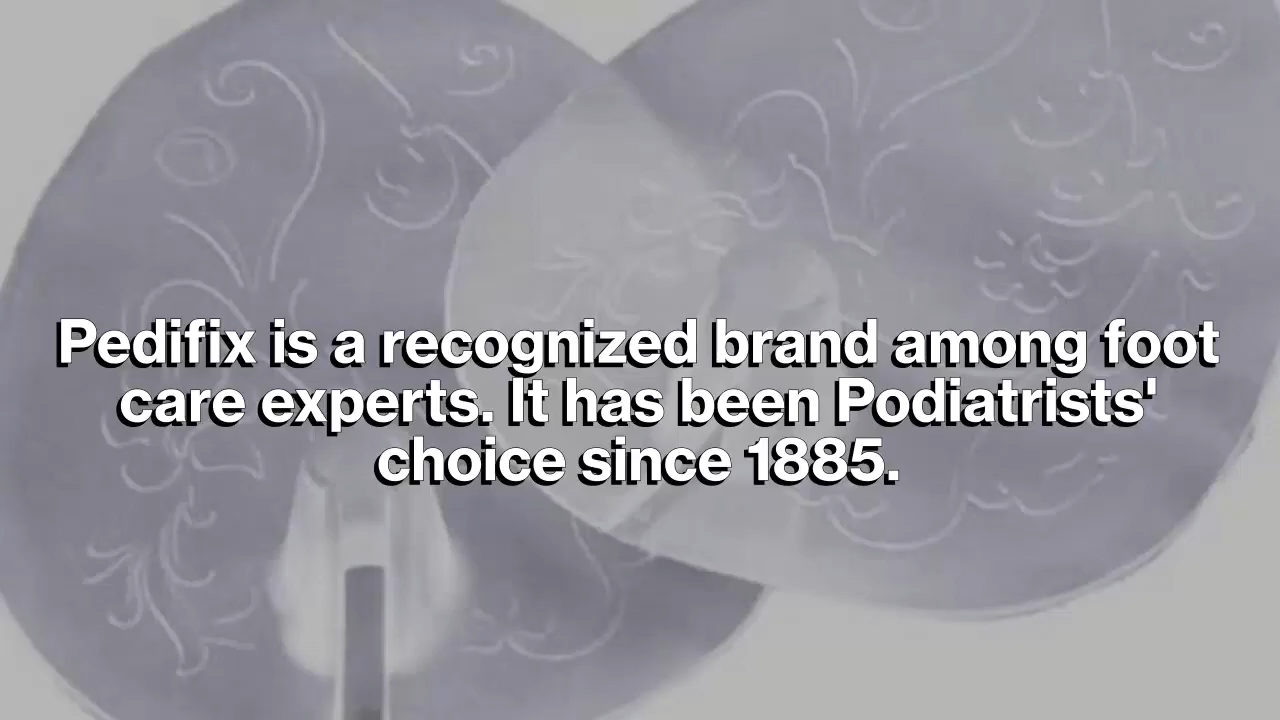 Pedifix is a recognized brand among foot
care experts. It has been Podiatrists'
choice since 1885.